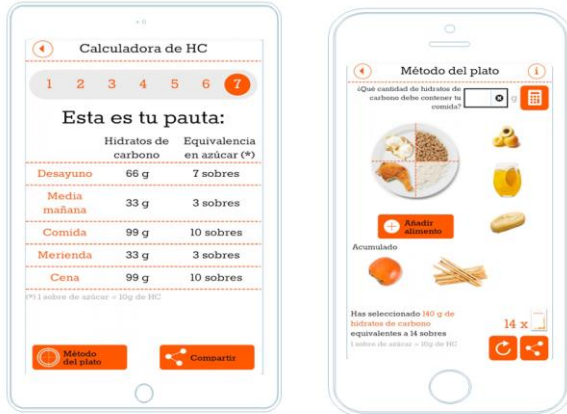 Calculadora de HC
1 2 3 4 5 6 7
Esta es tu pauta:
Hidratos de carbono Equivalencia en azúcar (*)
Desayuno 66 g 7 sobres
Media mañana 33 g 3 sobres
Comida 99 g 10 sobres
Merienda 33 g 3 sobres
Cena 99 g 10 sobres
(*) 1 sobre de azúcar = 10g de HC
Método del plato
Compartir
Método del plato
i
¿Qué cantidad de hidratos de
carbono debe contener tu
comida?
g
Añadir
alimento
Acumulado
Has seleccionado 140 g de
hidratos de carbono
equivalentes a 14 sobres
14 x
1 sobre de azúcar = 10g de HC